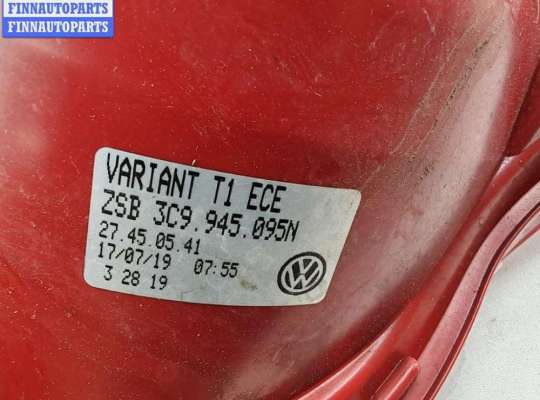 FINNAUTOPARTS
FINNAUTOPARTS
VARIANT T1 ECE
ZSB 3C9.945.095N
27.45.05.41
17/07/19 07:55
3 28 19